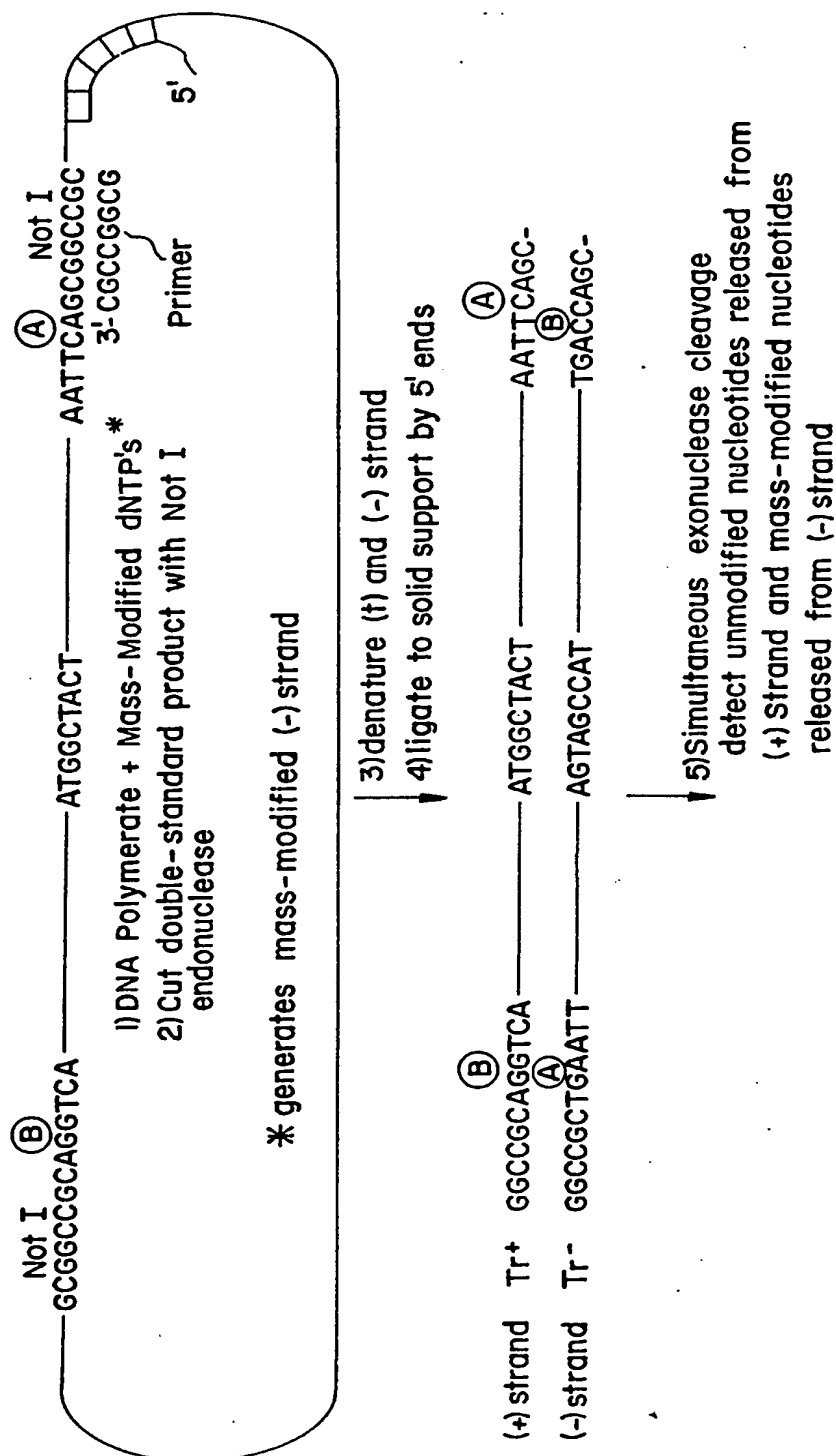 Not I
GCGGCCGCAGGTCA
B
ATGGCTACT
AATTCAGCGGCCGC
A
Not I
3'-CGCCGGCG
Primer
5'
1) DNA Polymerate + Mass-Modified dNTP's*
2) Cut double-standard product with Not I
endonuclease
* generates mass-modified (-) strand
3) denature (t) and (-) strand
4) ligate to solid support by 5' ends
(+) strand Tr+ GGCCGCAGGTCA ATGGCTACT AATTCAGC-
B
A
(-) strand Tr- GGCCGCTGAATT AGTAGCCAT TGACCAGC-
A
B
5) Simultaneous exonuclease cleavage
detect unmodified nucleotides released from
(+) Strand and mass-modified nucleotides
released from (-) strand